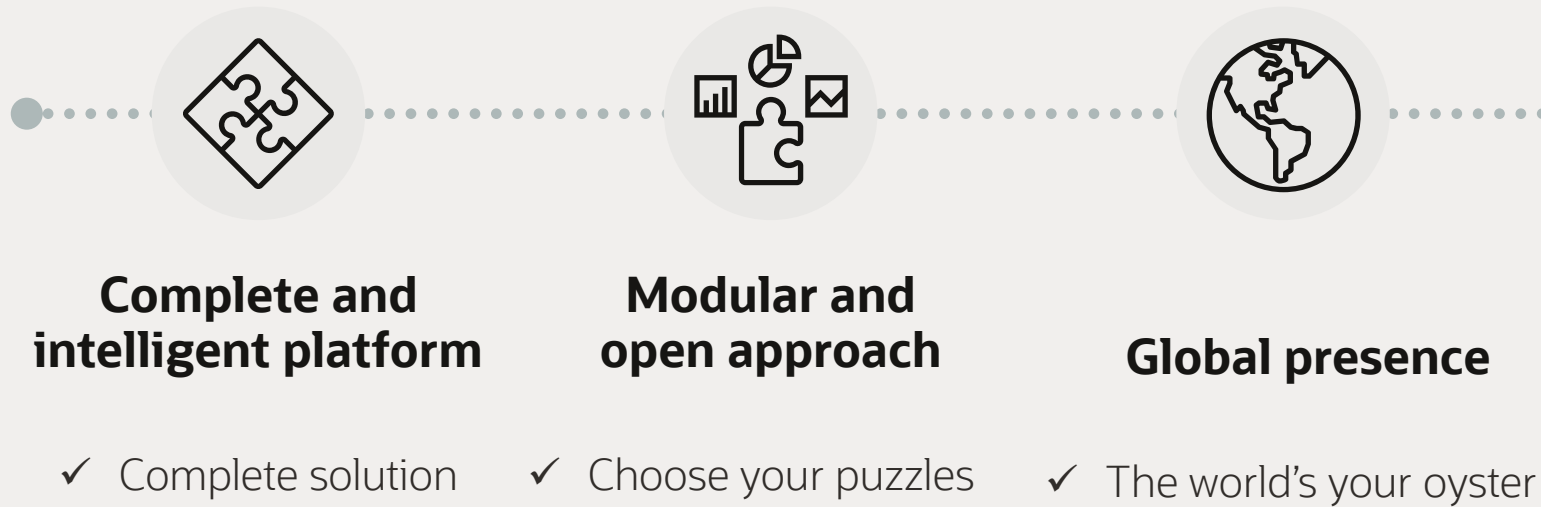 Complete and
intelligent platform
✓ Complete solution
Modular and
open approach
✓ Choose your puzzles
Global presence
✓ The world’s your oyster